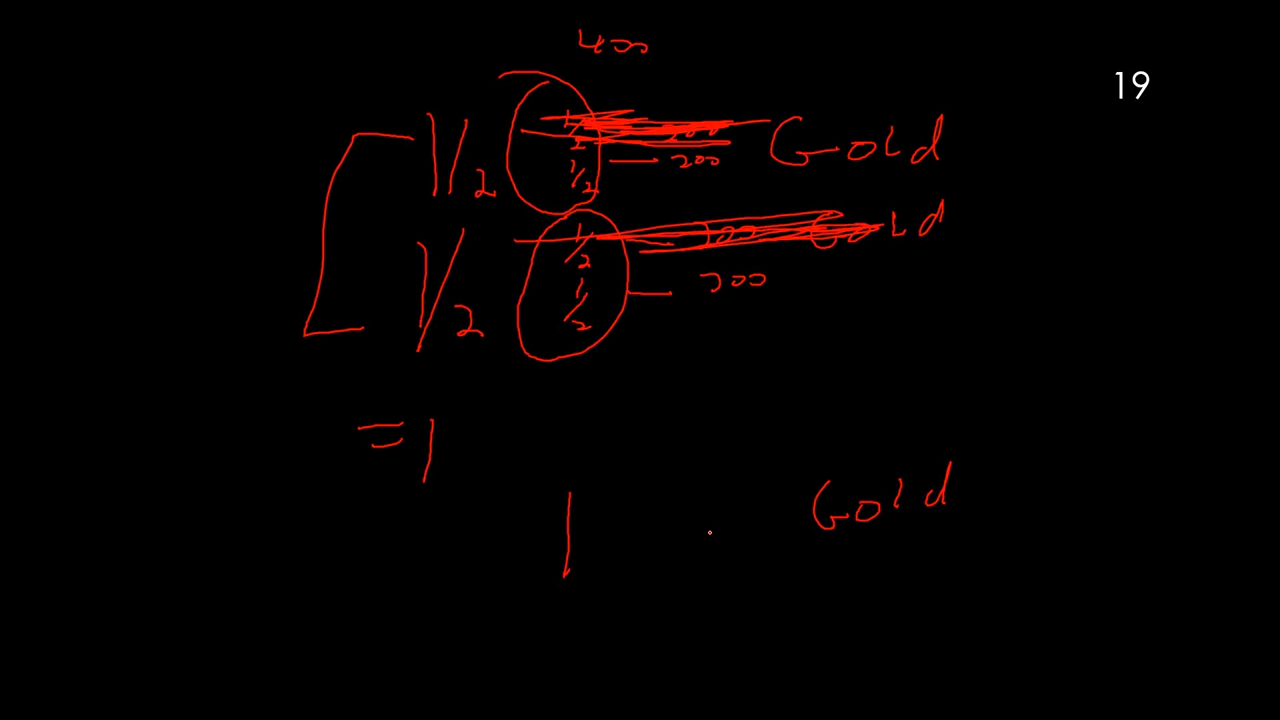 400
19
1/2 1/2 200 Gold
1/2 — 200
1/2 1/2 Gold
1/2 — 200
= 1
1 Gold